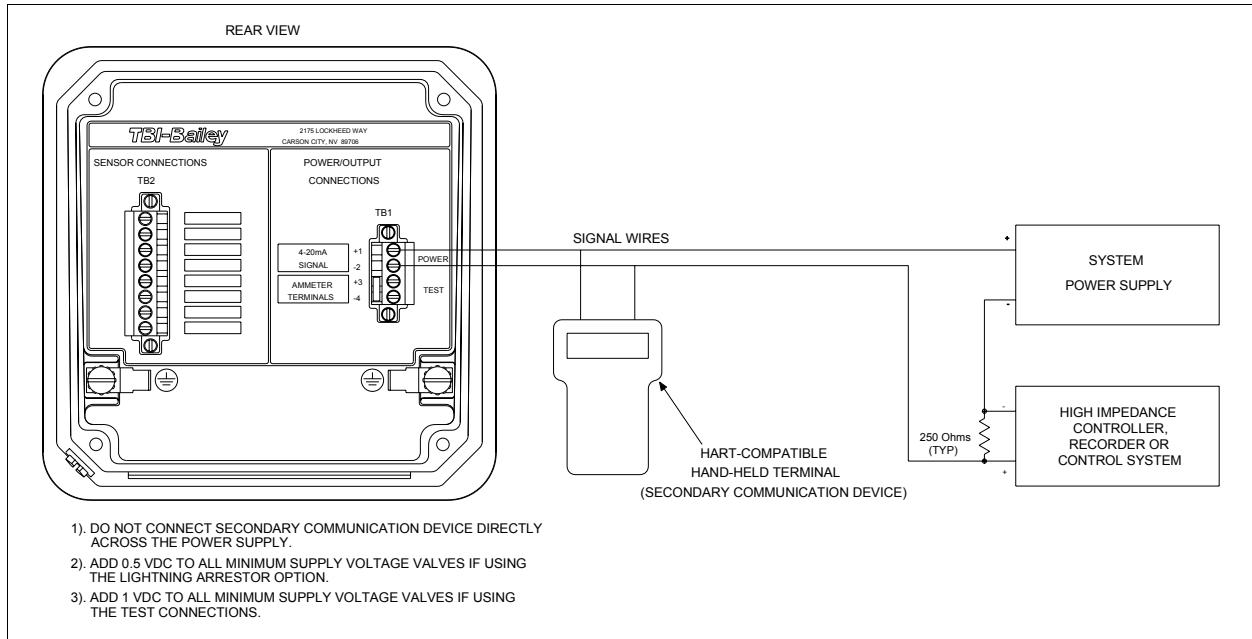 REAR VIEW
TBI-Bailey
2175 LOCKHEED WAY
CARSON CITY, NV 89706
SENSOR CONNECTIONS
TB2
POWER/OUTPUT
CONNECTIONS
TB1
4-20mA
SIGNAL
+1
-2
POWER
AMMETER
TERMINALS
+3
-4
TEST
SIGNAL WIRES
+
-
SYSTEM
POWER SUPPLY
250 Ohms
(TYP)
-
+
HIGH IMPEDANCE
CONTROLLER,
RECORDER OR
CONTROL SYSTEM
HART-COMPATIBLE
HAND-HELD TERMINAL
(SECONDARY COMMUNICATION DEVICE)
1). DO NOT CONNECT SECONDARY COMMUNICATION DEVICE DIRECTLY
ACROSS THE POWER SUPPLY.
2). ADD 0.5 VDC TO ALL MINIMUM SUPPLY VOLTAGE VALVES IF USING
THE LIGHTNING ARRESTOR OPTION.
3). ADD 1 VDC TO ALL MINIMUM SUPPLY VOLTAGE VALVES IF USING
THE TEST CONNECTIONS.